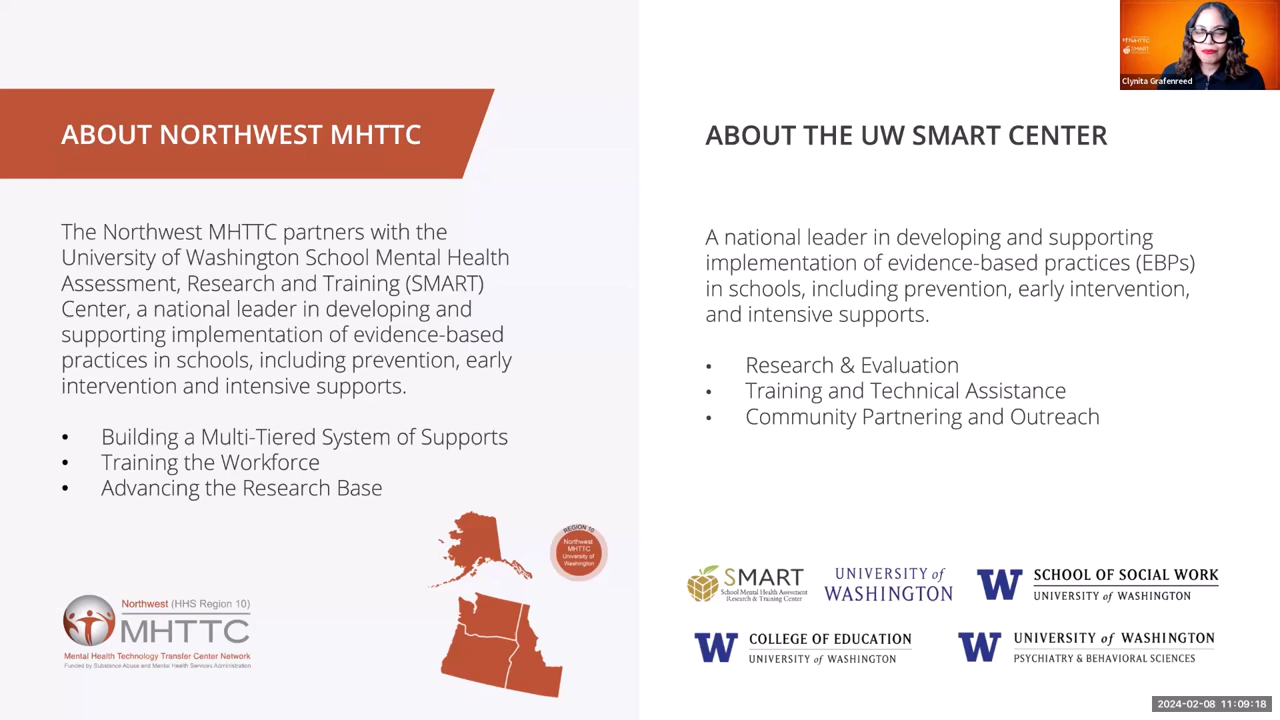 ABOUT NORTHWEST MHTTC
The Northwest MHTTC partners with the
University of Washington School Mental Health
Assessment, Research and Training (SMART)
Center, a national leader in developing and
supporting implementation of evidence-based
practices in schools, including prevention, early
intervention and intensive supports.
• Building a Multi-Tiered System of Supports
• Training the Workforce
• Advancing the Research Base
REGION 10
Northwest
MHTTC
University of
Washington
Northwest (HHS Region 10)
MHTTC
Mental Health Technology Transfer Center Network
Funded by Substance Abuse and Mental Health Services Administration
MHTTC
SMART
Clynita Grafenreed
ABOUT THE UW SMART CENTER
A national leader in developing and supporting
implementation of evidence-based practices (EBPs)
in schools, including prevention, early intervention,
and intensive supports.
• Research & Evaluation
• Training and Technical Assistance
• Community Partnering and Outreach
SMART
School Mental Health Assessment
Research & Training Center
UNIVERSITY of
WASHINGTON
W
SCHOOL OF SOCIAL WORK
UNIVERSITY of WASHINGTON
W
COLLEGE OF EDUCATION
UNIVERSITY of WASHINGTON
W
UNIVERSITY of WASHINGTON
PSYCHIATRY & BEHAVIORAL SCIENCES
2024-02-08 11:09:18